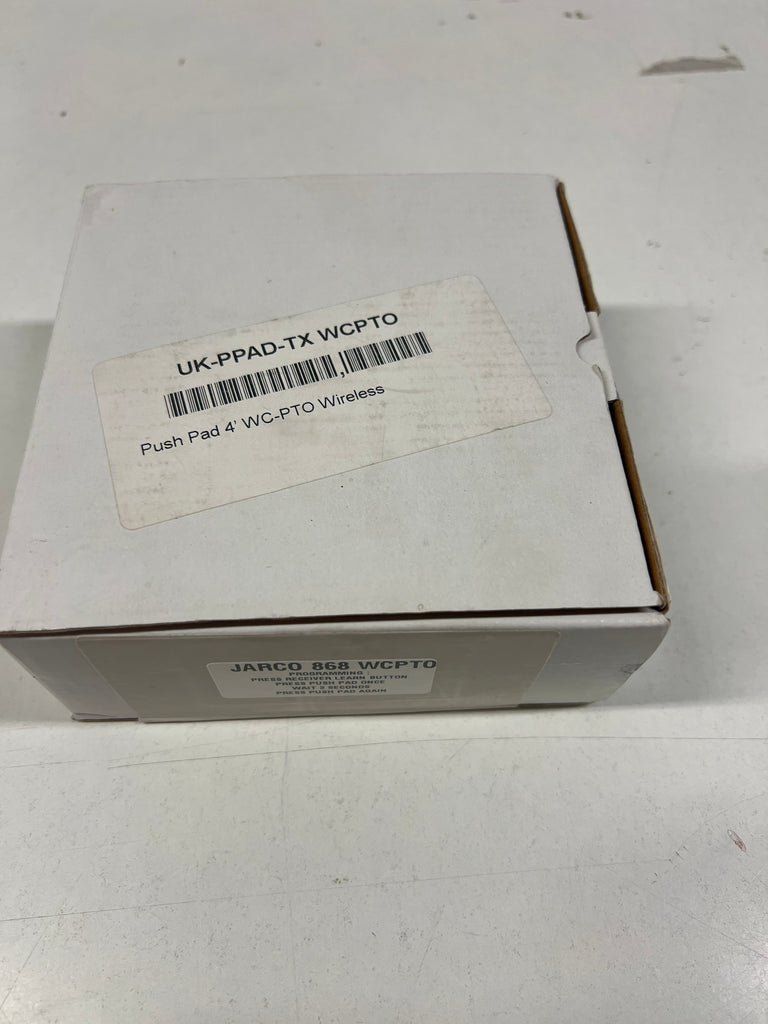 UK-PPAD-TX WCPTO
Push Pad 4' WC-PTO Wireless
JARCO 868 WCPTO
PROGRAMMING :
PRESS RECEIVER LEARN BUTTON
PRESS PUSH PAD ONCE
WAIT 2 SECONDS
PRESS PUSH PAD AGAIN